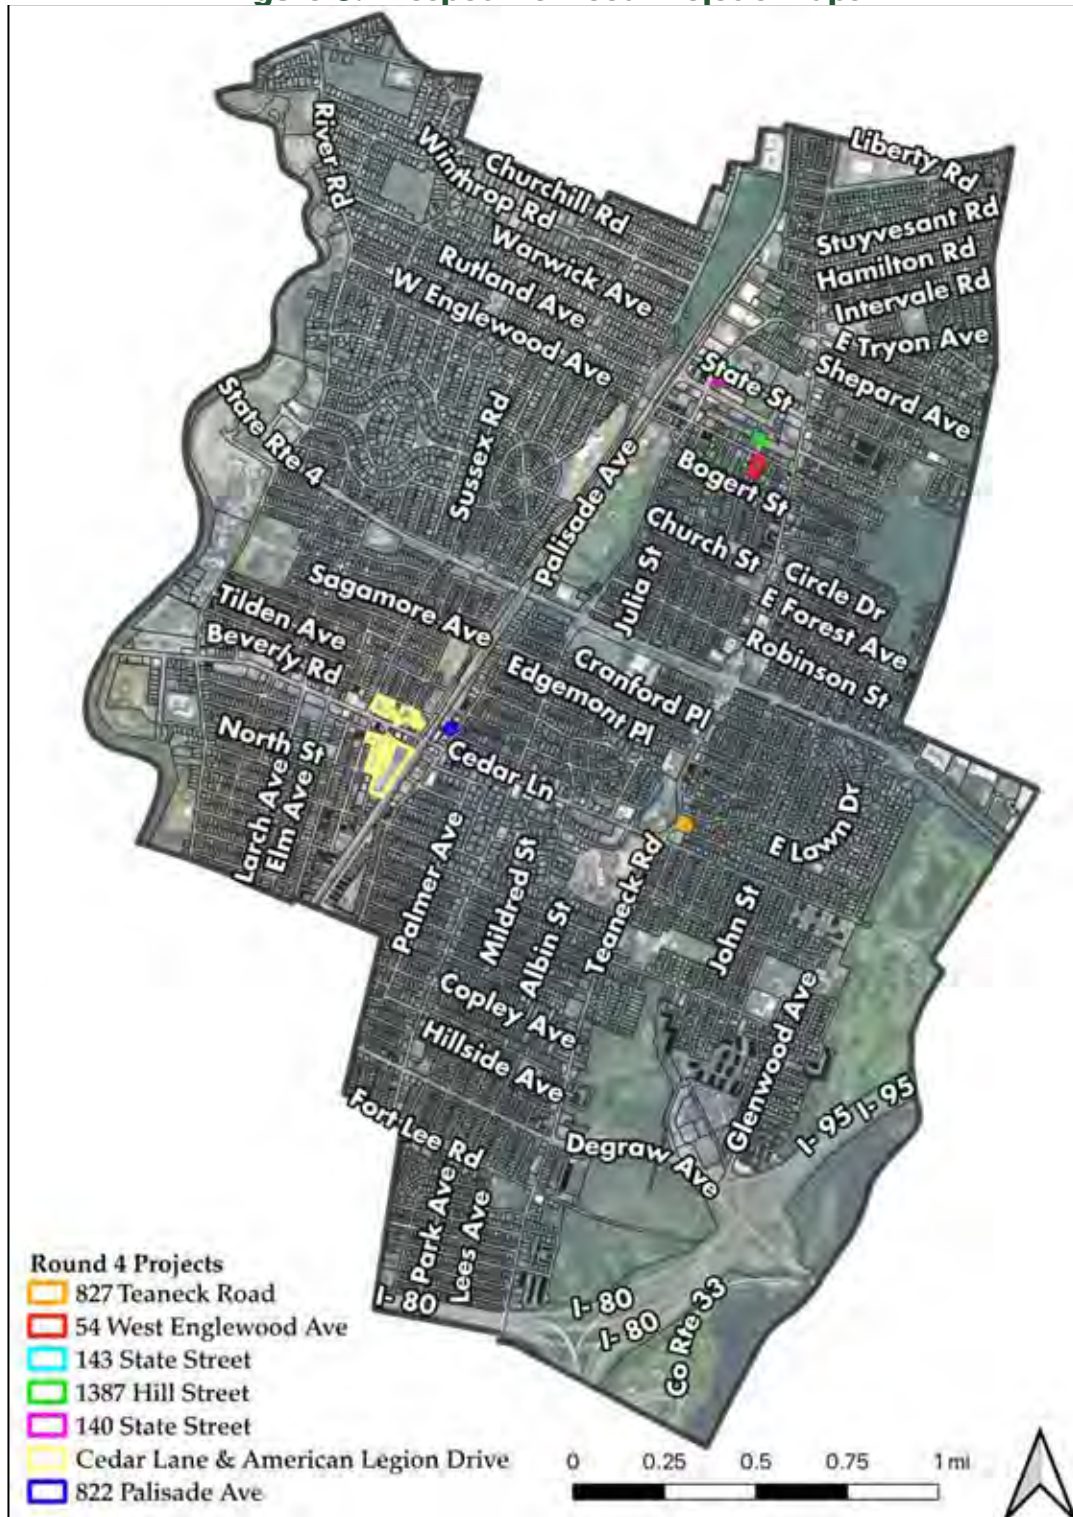 River Rd
Winthrop Rd
Churchill Rd
Liberty Rd
Warwick Ave
Rutland Ave
W Englewood Ave
Stuyvesant Rd
Hamilton Rd
Intervale Rd
E Tryon Ave
Shepard Ave
State St
State Rte 4
Sussex Rd
Palisade Ave
Bogert St
Church St
Julia St
Circle Dr
E Forest Ave
Robinson St
Sagamore Ave
Tilden Ave
Beverly Rd
Cranford Pl
Edgemont Pl
North St
Larch Ave
Elm Ave
Cedar Ln
E Lawn Dr
Palmer Ave
Mildred St
Albin St
Teaneck Rd
John St
Copley Ave
Hillside Ave
Glenwood Ave
I- 95
I- 95
Fort Lee Rd
Degraw Ave
Park Ave
Lees Ave
I- 80
I- 80
I- 80
Co Rte 33
Round 4 Projects
827 Teaneck Road
54 West Englewood Ave
143 State Street
1387 Hill Street
140 State Street
Cedar Lane & American Legion Drive
822 Palisade Ave
0 0.25 0.5 0.75 1 mi